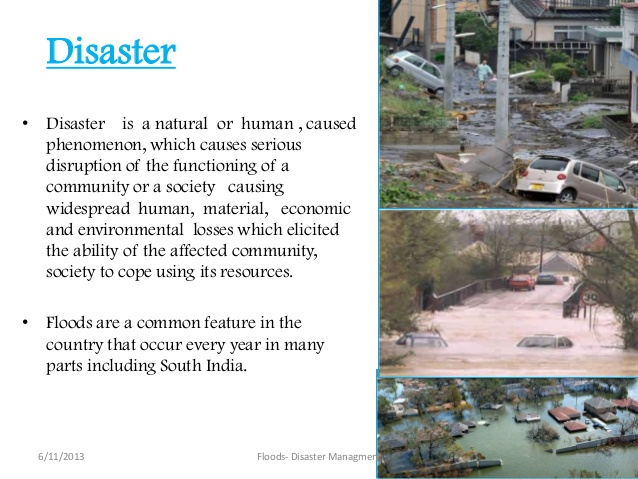 Disaster
• Disaster is a natural or human , caused
phenomenon, which causes serious
disruption of the functioning of a
community or a society causing
widespread human, material, economic
and environmental losses which elicited
the ability of the affected community,
society to cope using its resources.
• Floods are a common feature in the
country that occur every year in many
parts including South India.
6/11/2013 Floods- Disaster Managmen